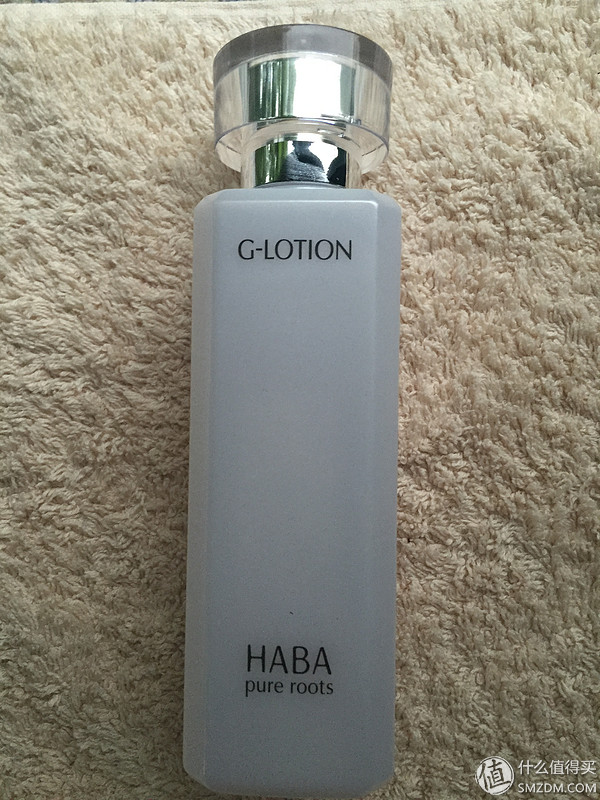 G-LOTION
HABA
pure roots
值 什么值得买
SMZDM.COM